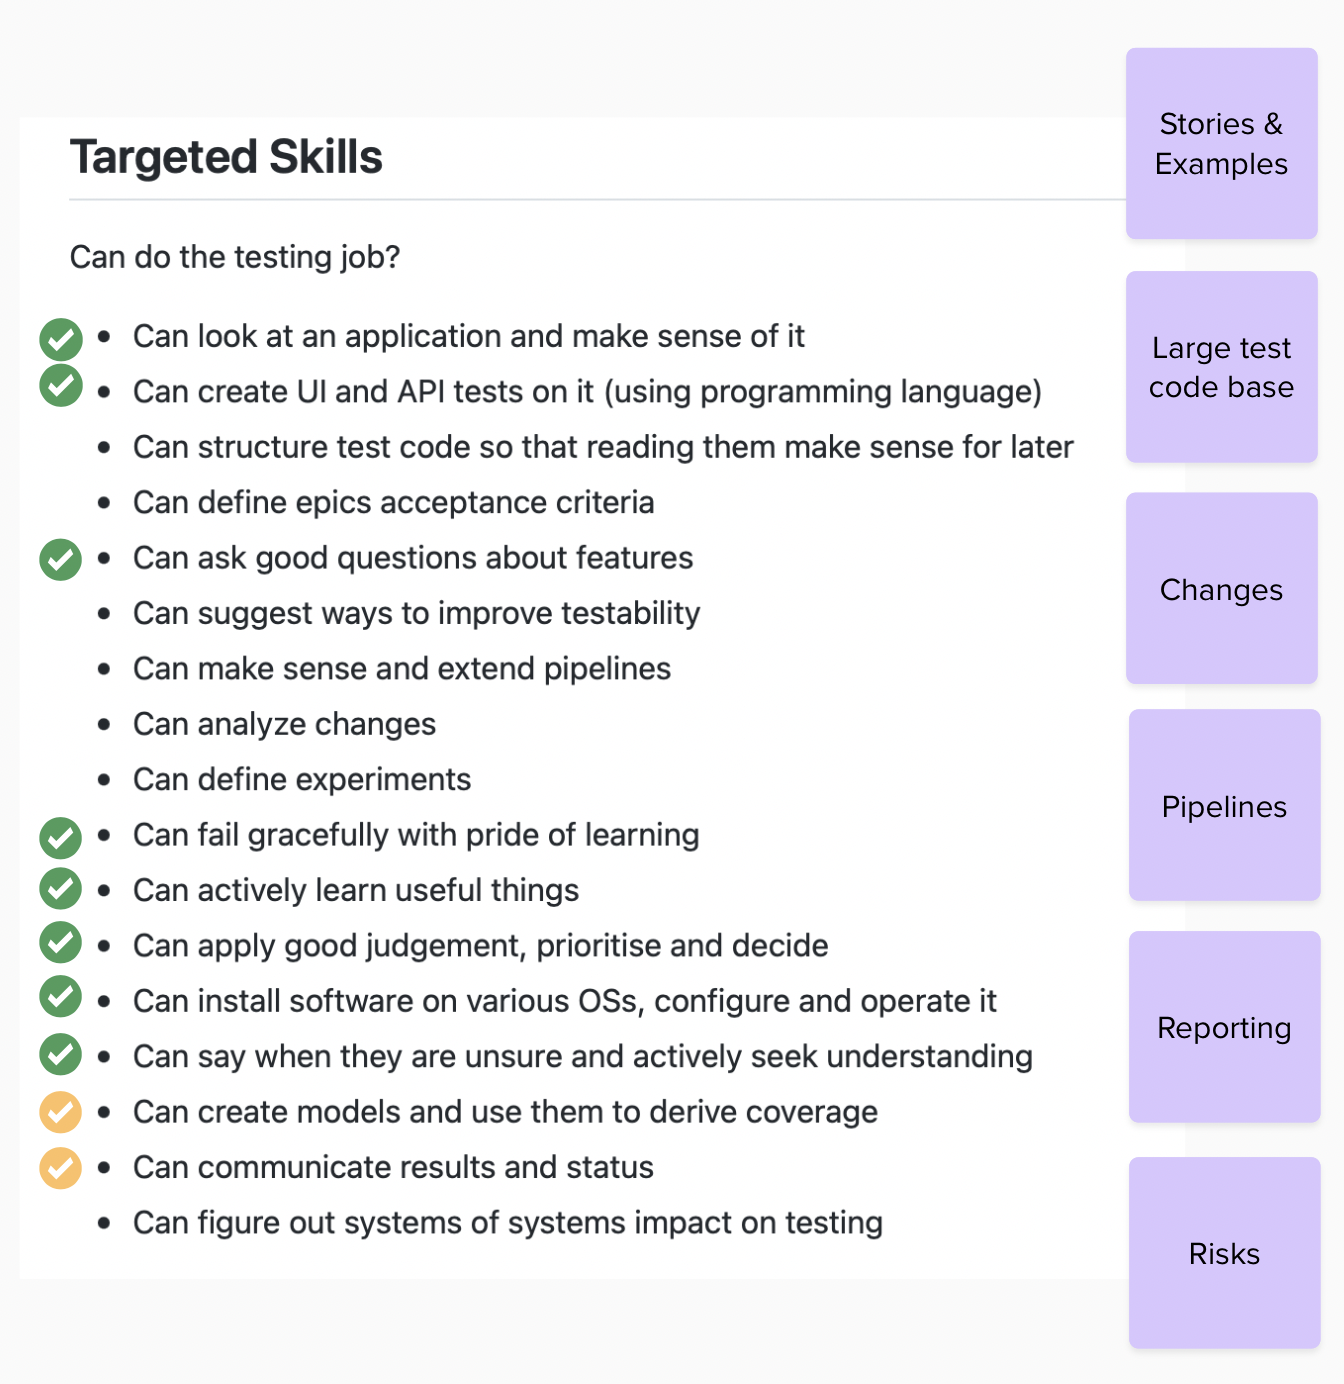 Targeted Skills
Can do the testing job?
• Can look at an application and make sense of it
• Can create UI and API tests on it (using programming language)
• Can structure test code so that reading them make sense for later
• Can define epics acceptance criteria
• Can ask good questions about features
• Can suggest ways to improve testability
• Can make sense and extend pipelines
• Can analyze changes
• Can define experiments
• Can fail gracefully with pride of learning
• Can actively learn useful things
• Can apply good judgement, prioritise and decide
• Can install software on various OSs, configure and operate it
• Can say when they are unsure and actively seek understanding
• Can create models and use them to derive coverage
• Can communicate results and status
• Can figure out systems of systems impact on testing
Stories &
Examples
Large test
code base
Changes
Pipelines
Reporting
Risks